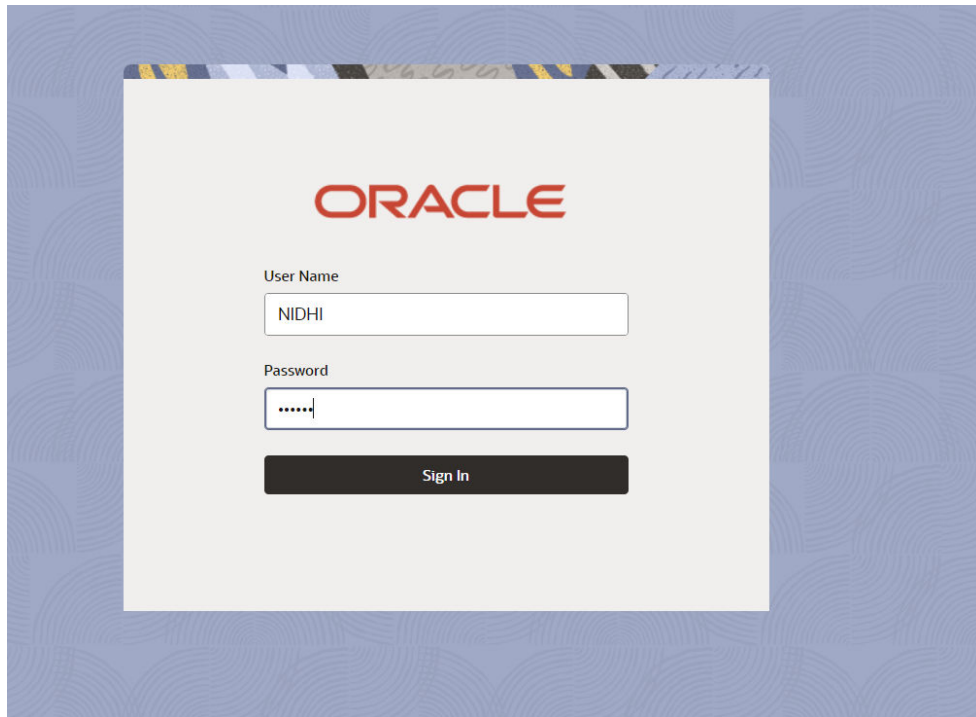 ORACLE
User Name
NIDHI
Password
••••••
Sign In